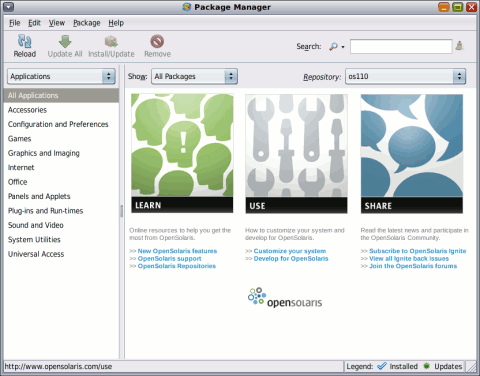 Package Manager
File Edit View Package Help
Reload Update All Install/Update Remove Search:
Applications Show: All Packages Repository: os110
All Applications
Accessories
Configuration and Preferences
Games
Graphics and Imaging
Internet
Office
Panels and Applets
Plug-ins and Run-times
Sound and Video
System Utilities
Universal Access
LEARN
Online resources to help you get the
most from OpenSolaris.
>> New OpenSolaris features
>> OpenSolaris support
>> OpenSolaris Repositories
USE
How to customize your system and
develop for OpenSolaris.
>> Customize your system
>> Develop for OpenSolaris
SHARE
Read the latest news and participate in
the OpenSolaris Community.
>> Subscribe to OpenSolaris Ignite
>> View all Ignite back issues
>> Join the OpenSolaris forums
opensolaris
http://www.opensolaris.com/use Legend: Installed Updates